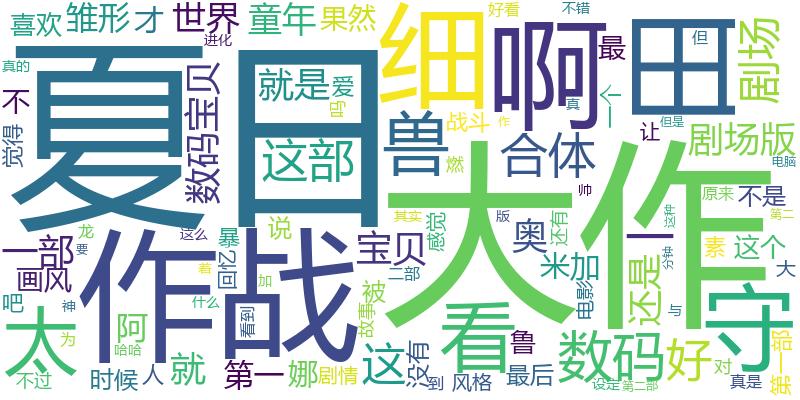 喜欢
雏形
才
世界
进化
童年
果然
细
啊
田
但
剧场
好看
不错
真的
夏
日
就是
爱
吗
不
觉得
数码宝贝
这部
兽
战斗
作
燃
合体
真
最
一个
让
剧场版
但是
电脑
大
作
帅
原来
不是
第二
一部
画风
龙
要
作
战
这么
着
暴
回忆
说
加
什么
看到
宝贝
其实
感觉
二部
版
奥
还有
米加
电影
一
还是
素
这个
这种
分钟
与
大
守
吧
神
太
为
阿
哈哈
不过
时候
人
就
第一
娜
故事
被
剧情
这
没有
看
到
鲁
风格
最后
数码
设定
第二部
好
对
真是
第一部